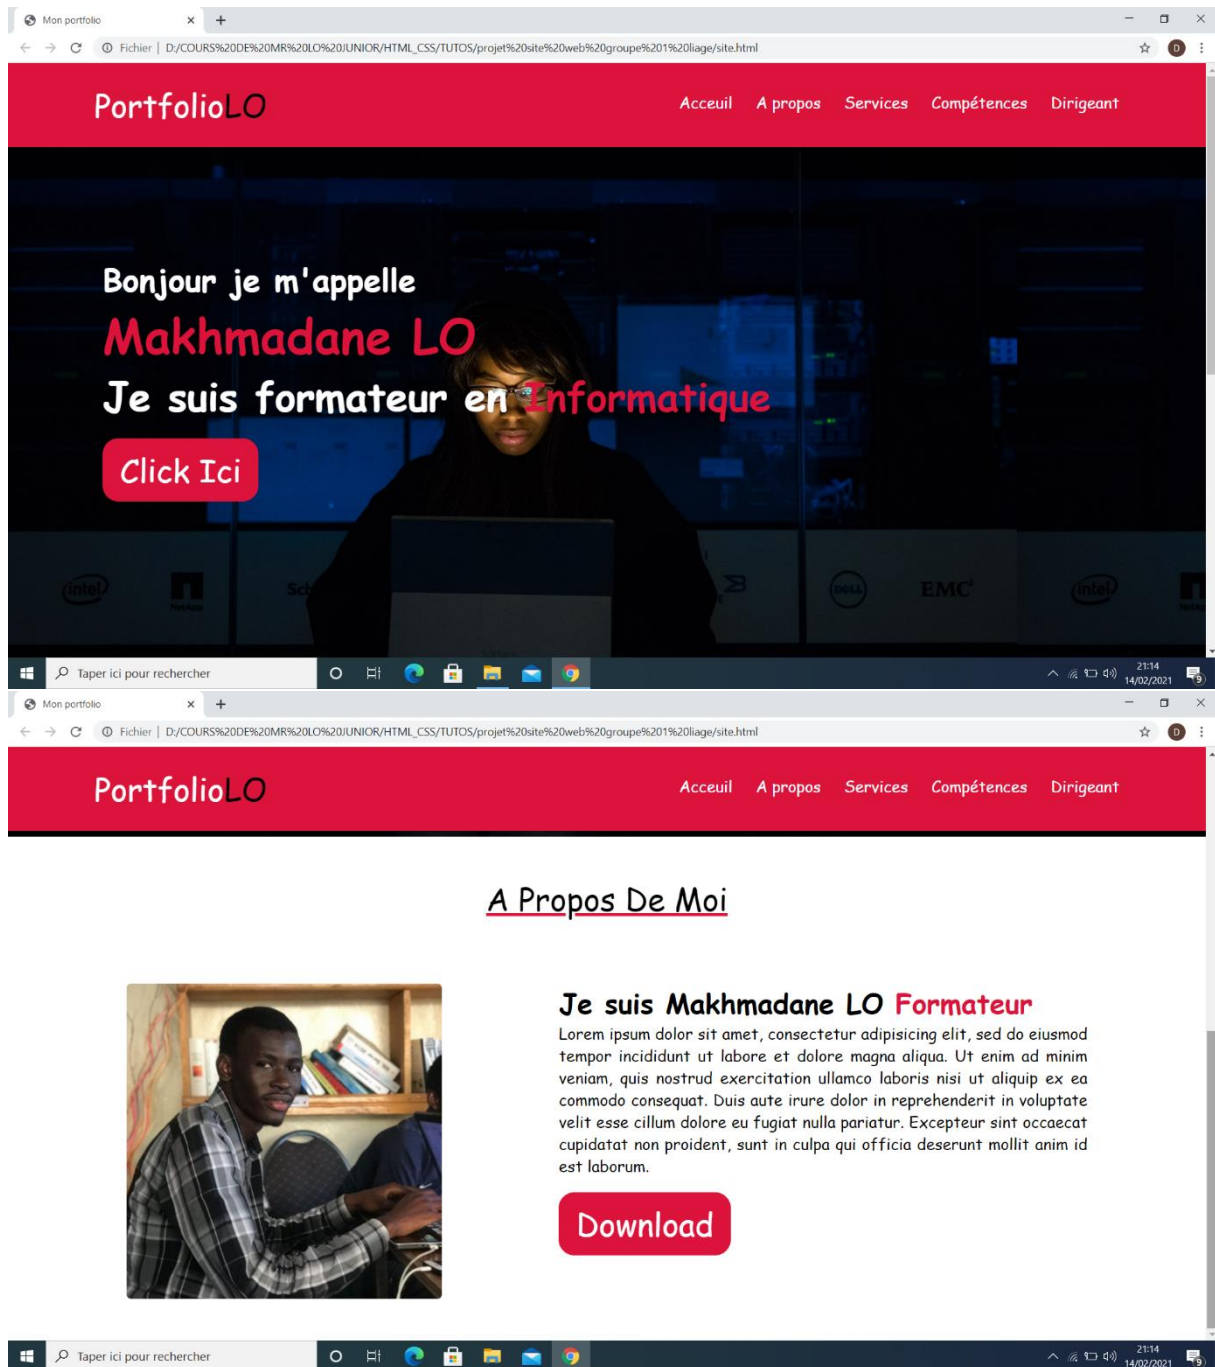 Mon portfolio
Fichier | D:/COURS%20DE%20MR%20LO%20JUNIOR/HTML_CSS/TUTOS/projet%20site%20web%20groupe%201%20liage/site.html
D
PortfolioLO
Acceuil A propos Services Compétences Dirigeant
Bonjour je m'appelle
Makhmadane LO
Je suis formateur en Informatique
Click Ici
intel
NetApp
DELL
EMC²
intel
Taper ici pour rechercher
21:14
14/02/2021
9
Mon portfolio
Fichier | D:/COURS%20DE%20MR%20LO%20JUNIOR/HTML_CSS/TUTOS/projet%20site%20web%20groupe%201%20liage/site.html
D
PortfolioLO
Acceuil A propos Services Compétences Dirigeant
A Propos De Moi
Je suis Makhmadane LO Formateur
Lorem ipsum dolor sit amet, consectetur adipisicing elit, sed do eiusmod
tempor incididunt ut labore et dolore magna aliqua. Ut enim ad minim
veniam, quis nostrud exercitation ullamco laboris nisi ut aliquip ex ea
commodo consequat. Duis aute irure dolor in reprehenderit in voluptate
velit esse cillum dolore eu fugiat nulla pariatur. Excepteur sint occaecat
cupidatat non proident, sunt in culpa qui officia deserunt mollit anim id
est laborum.
Download
Taper ici pour rechercher
21:14
14/02/2021
9